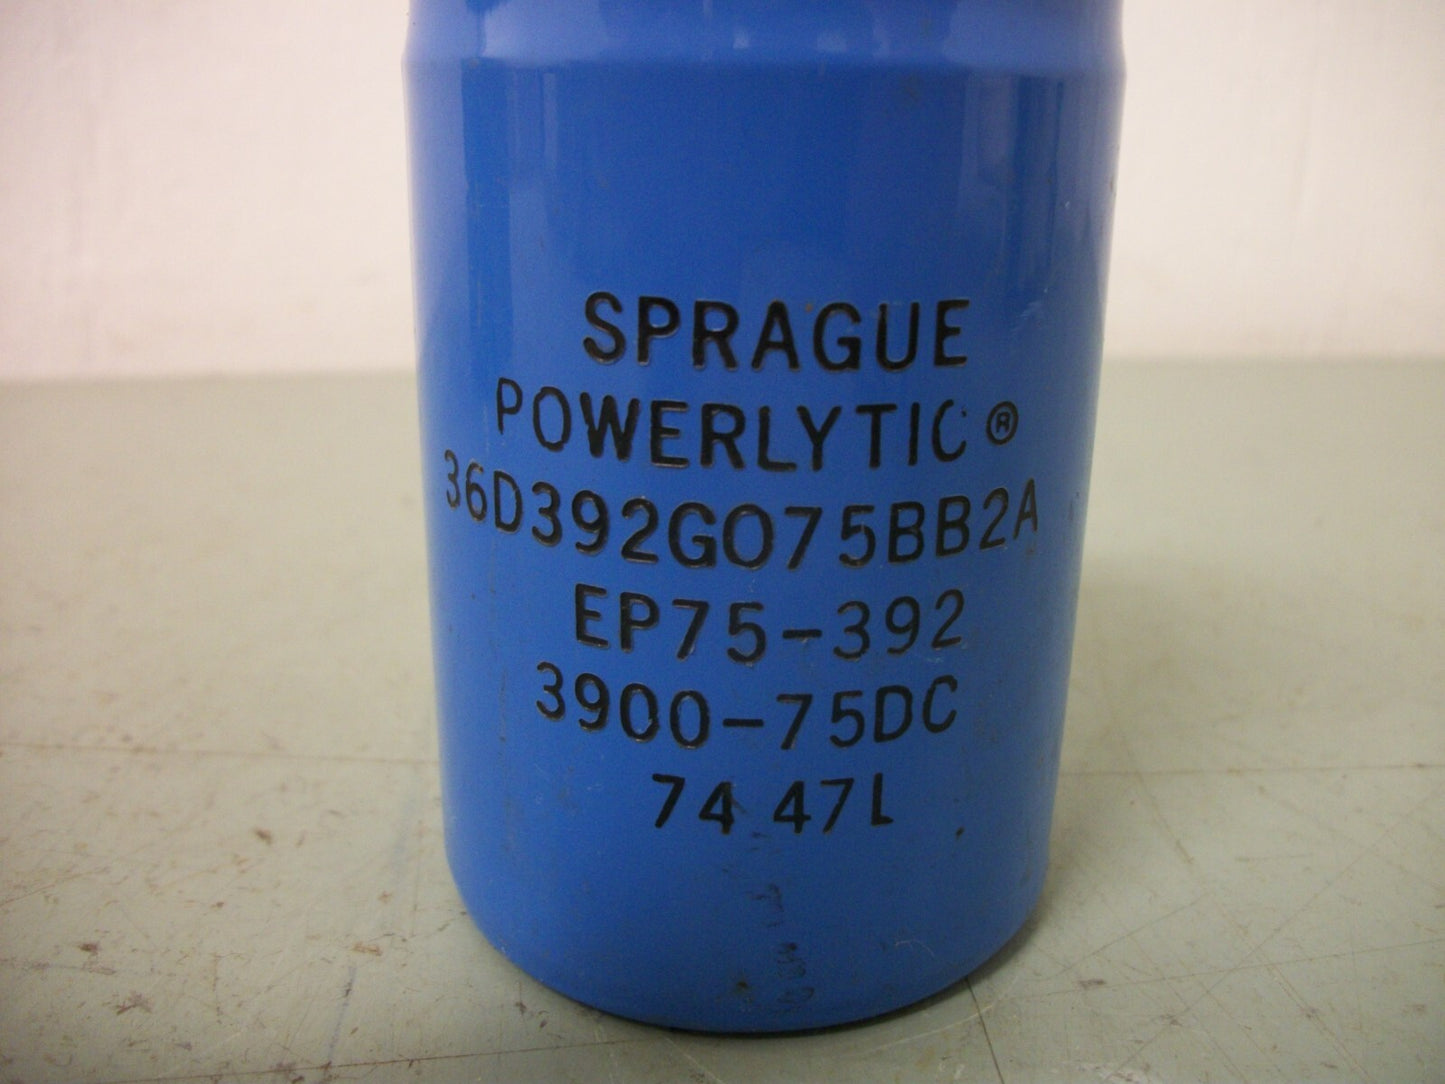 SPRAGUE
POWERLYTIC ®
36D392G075BB2A
EP75-392
3900-75DC
74 47L